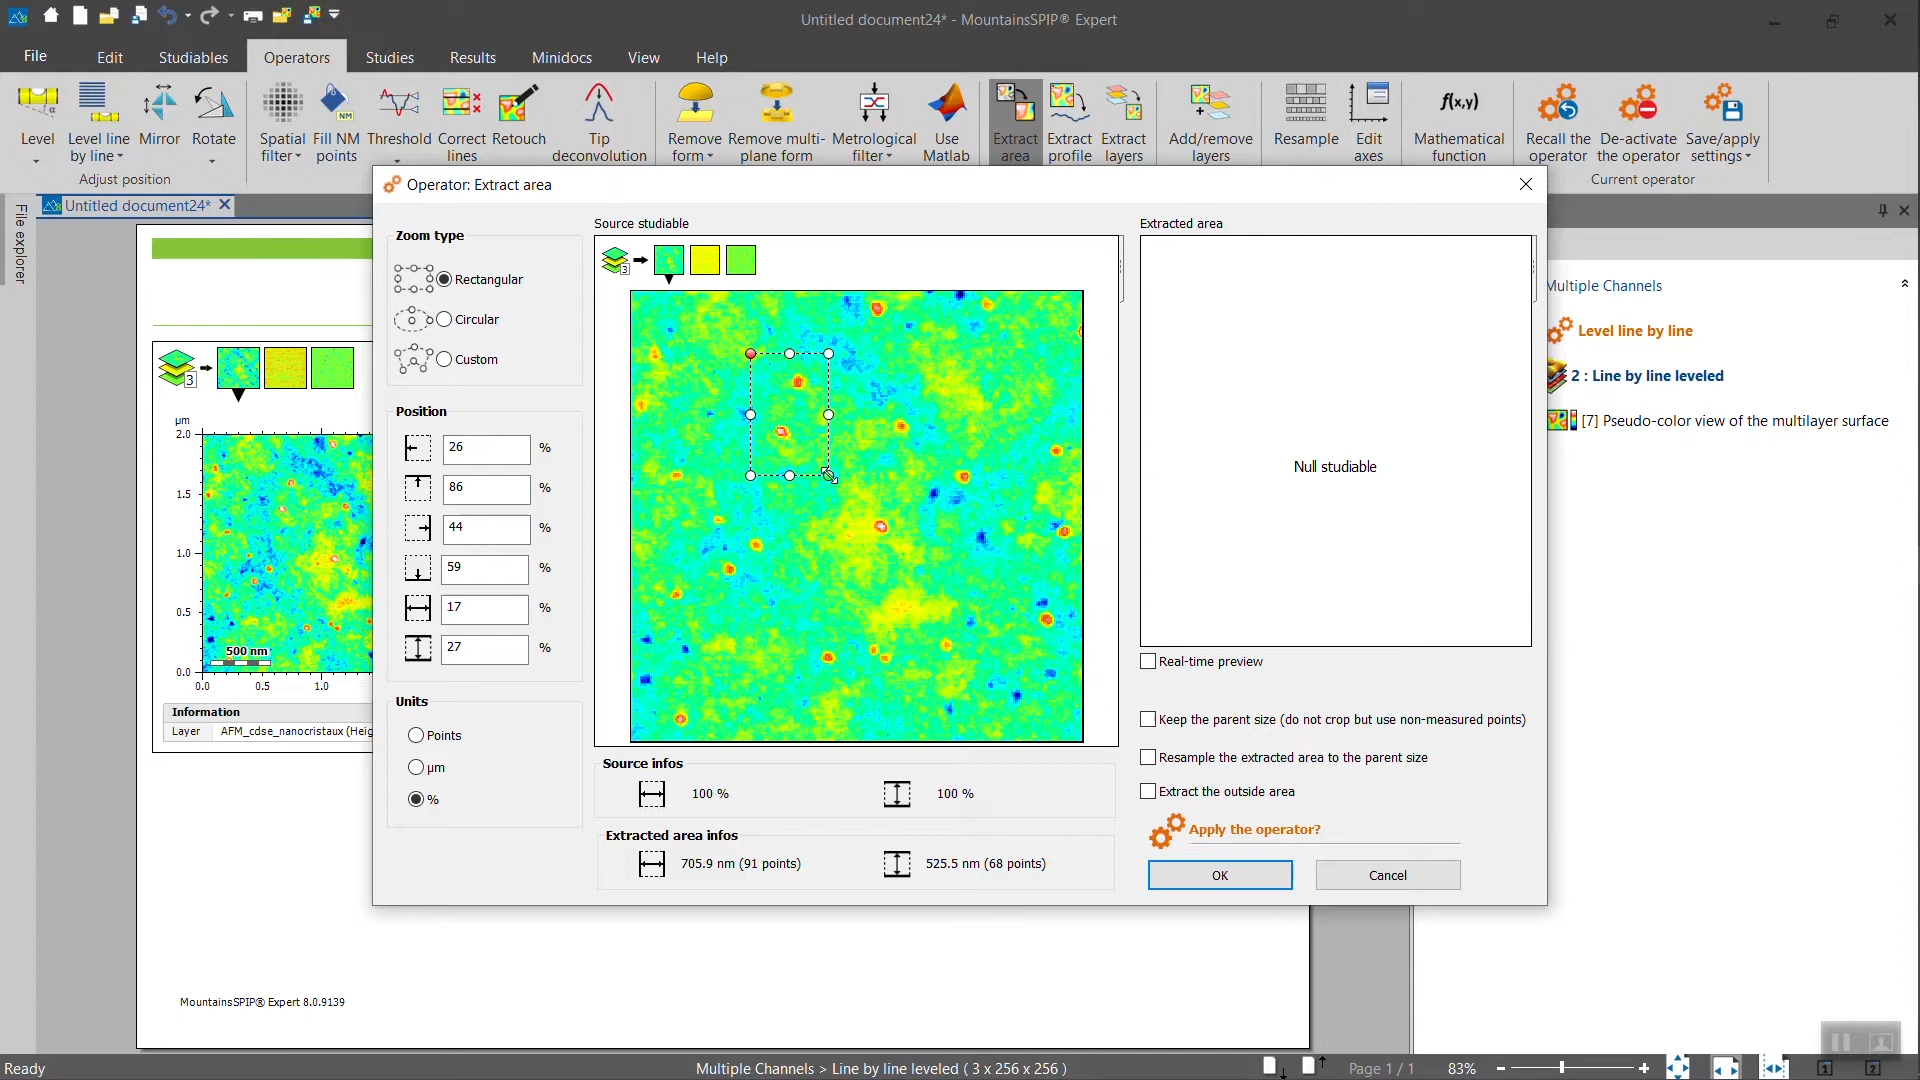 Untitled document24* - MountainsSPIP® Expert
File
Edit
Studiables
Operators
Studies
Results
Minidocs
View
Help
Level
Level line
by line
Mirror
Rotate
Spatial
filter
Fill NM
points
NM
Threshold
Correct
lines
Retouch
Tip
deconvolution
Remove
form
Remove multi-
plane form
Metrological
filter
Use
Matlab
Extract
area
Extract
profile
Extract
layers
Add/remove
layers
Resample
Edit
axes
f(x,y)
Mathematical
function
Recall the
operator
De-activate
the operator
Save/apply
settings
Adjust position
Current operator
File explorer
Untitled document24*
3
µm
2.0
1.5
1.0
0.5
0.0
500 nm
0.0
0.5
1.0
Information
Layer AFM_cdse_nanocristaux (Heig
MountainsSPIP® Expert 8.0.9139
Operator: Extract area
Zoom type
Rectangular
Circular
Custom
Position
26 %
86 %
44 %
59 %
17 %
27 %
Units
Points
µm
%
Source studiable
3
Source infos
100 %
100 %
Extracted area infos
705.9 nm (91 points)
525.5 nm (68 points)
Extracted area
Null studiable
Real-time preview
Keep the parent size (do not crop but use non-measured points)
Resample the extracted area to the parent size
Extract the outside area
Apply the operator?
OK
Cancel
Multiple Channels
Level line by line
2 : Line by line leveled
[7] Pseudo-color view of the multilayer surface
Ready
Multiple Channels > Line by line leveled ( 3 x 256 x 256 )
Page 1 / 1
83%
1
2